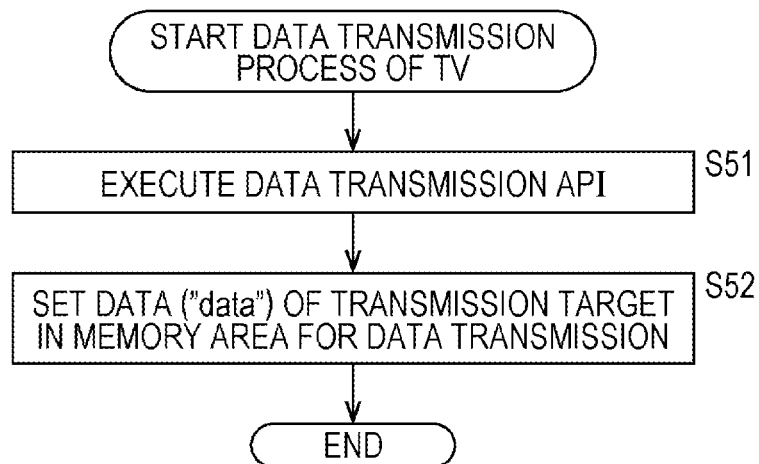 START DATA TRANSMISSION
PROCESS OF TV
EXECUTE DATA TRANSMISSION API
S51
SET DATA ("data") OF TRANSMISSION TARGET
IN MEMORY AREA FOR DATA TRANSMISSION
S52
END